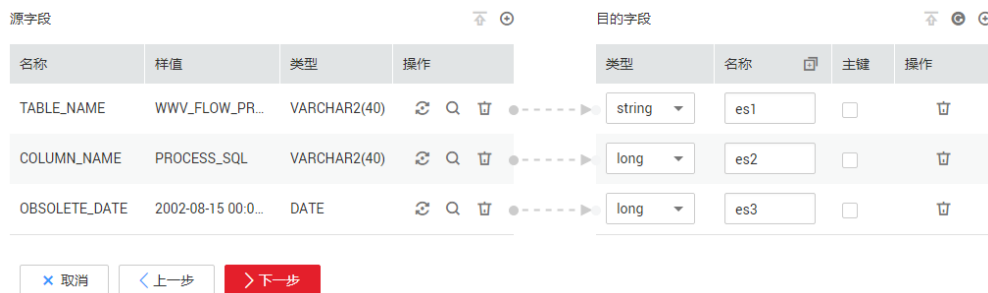 源字段 目的字段
名称 样值 类型 操作 类型 名称 主键 操作
TABLE_NAME WWV_FLOW_PR... VARCHAR2(40) string es1
COLUMN_NAME PROCESS_SQL VARCHAR2(40) long es2
OBSOLETE_DATE 2002-08-15 00:0... DATE long es3
取消 上一步 下一步